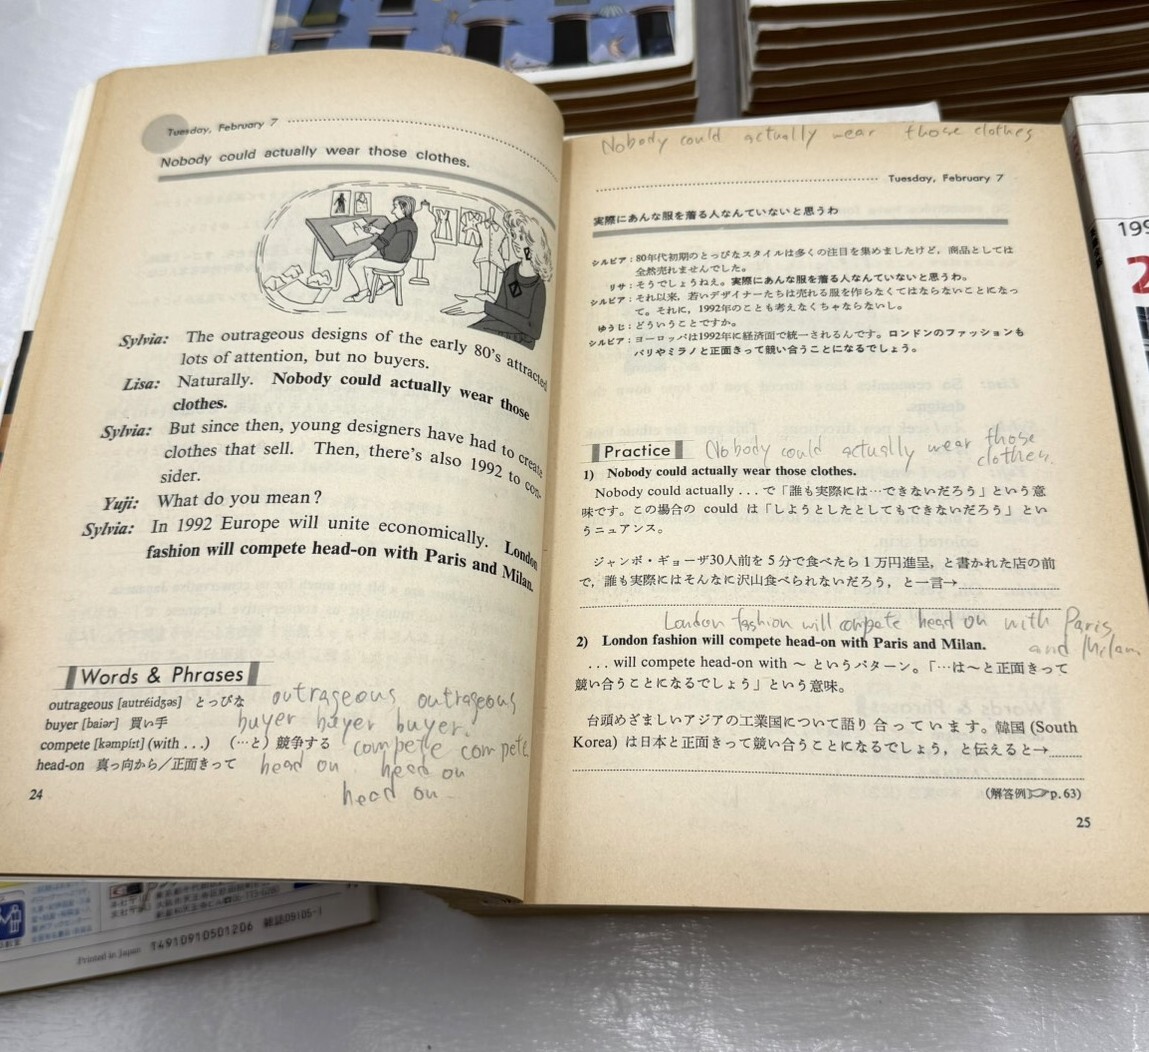 Tuesday, February 7
Nobody could actually wear those clothes.
Sylvia: The outrageous designs of the early 80's attracted
lots of attention, but no buyers.
Lisa: Naturally. Nobody could actually wear those
clothes.
Sylvia: But since then, young designers have had to create
clothes that sell. Then, there's also 1992 to con-
sider.
Yuji: What do you mean?
Sylvia: In 1992 Europe will unite economically. London
fashion will compete head-on with Paris and Milan.
Words & Phrases
outrageous [autréidʒəs] とっぴな outrageous outrageous
buyer [baiər] 買い手 buyer buyer buyer
compete [kəmpíːt] (with . . .) (…と) 競争する compete compete
head-on 真っ向から/正面きって head on head on
head on
24
Nobody could actually wear those clothes
Tuesday, February 7
実際にあんな服を着る人なんていないと思うわ
シルビア：80年代初期のとっぴなスタイルは多くの注目を集めましたけど，商品としては
全然売れませんでした。
リサ：そうでしょうねえ。実際にあんな服を着る人なんていないと思うわ。
シルビア：それ以来，若いデザイナーたちは売れる服を作らなくてはならないことになっ
て。それに，1992年のことも考えなくちゃならないし。
ゆうじ：どういうことですか。
シルビア：ヨーロッパは1992年に経済面で統一されるんです。ロンドンのファッションも
パリやミラノと正面きって競い合うことになるでしょう。
Practice Nobody could actually wear those
clothes.
1) Nobody could actually wear those clothes.
Nobody could actually . . . で「誰も実際には…できないだろう」という意
味です。この場合の could は「しようとしたとしてもできないだろう」とい
うニュアンス。
ジャンボ・ギョーザ30人前を5分で食べたら1万円進呈，と書かれた店の前
で，誰も実際にはそんなに沢山食べられないだろう，と一言→
London fashion will compete head on with Paris
and Milan
2) London fashion will compete head-on with Paris and Milan.
. . . will compete head-on with ～ というパターン。「…は～と正面きって
競い合うことになるでしょう」という意味。
台頭めざましいアジアの工業国について語り合っています。韓国 (South
Korea) は日本と正面きって競い合うことになるでしょう，と伝えると→
(解答例☞p.63)
25
199
2
Printed in Japan T4910910501206 雑誌09105-1